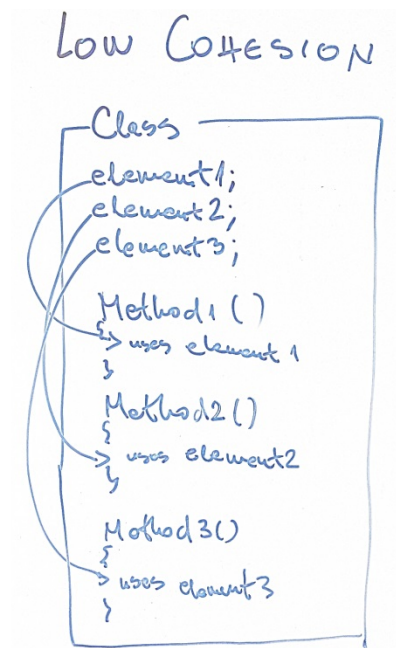 LOW COHESION
Class
element1;
element2;
element3;
Method1 ()
{
uses element 1
}
Method2 ()
{
uses element2
}
Method3()
{
uses element3
}